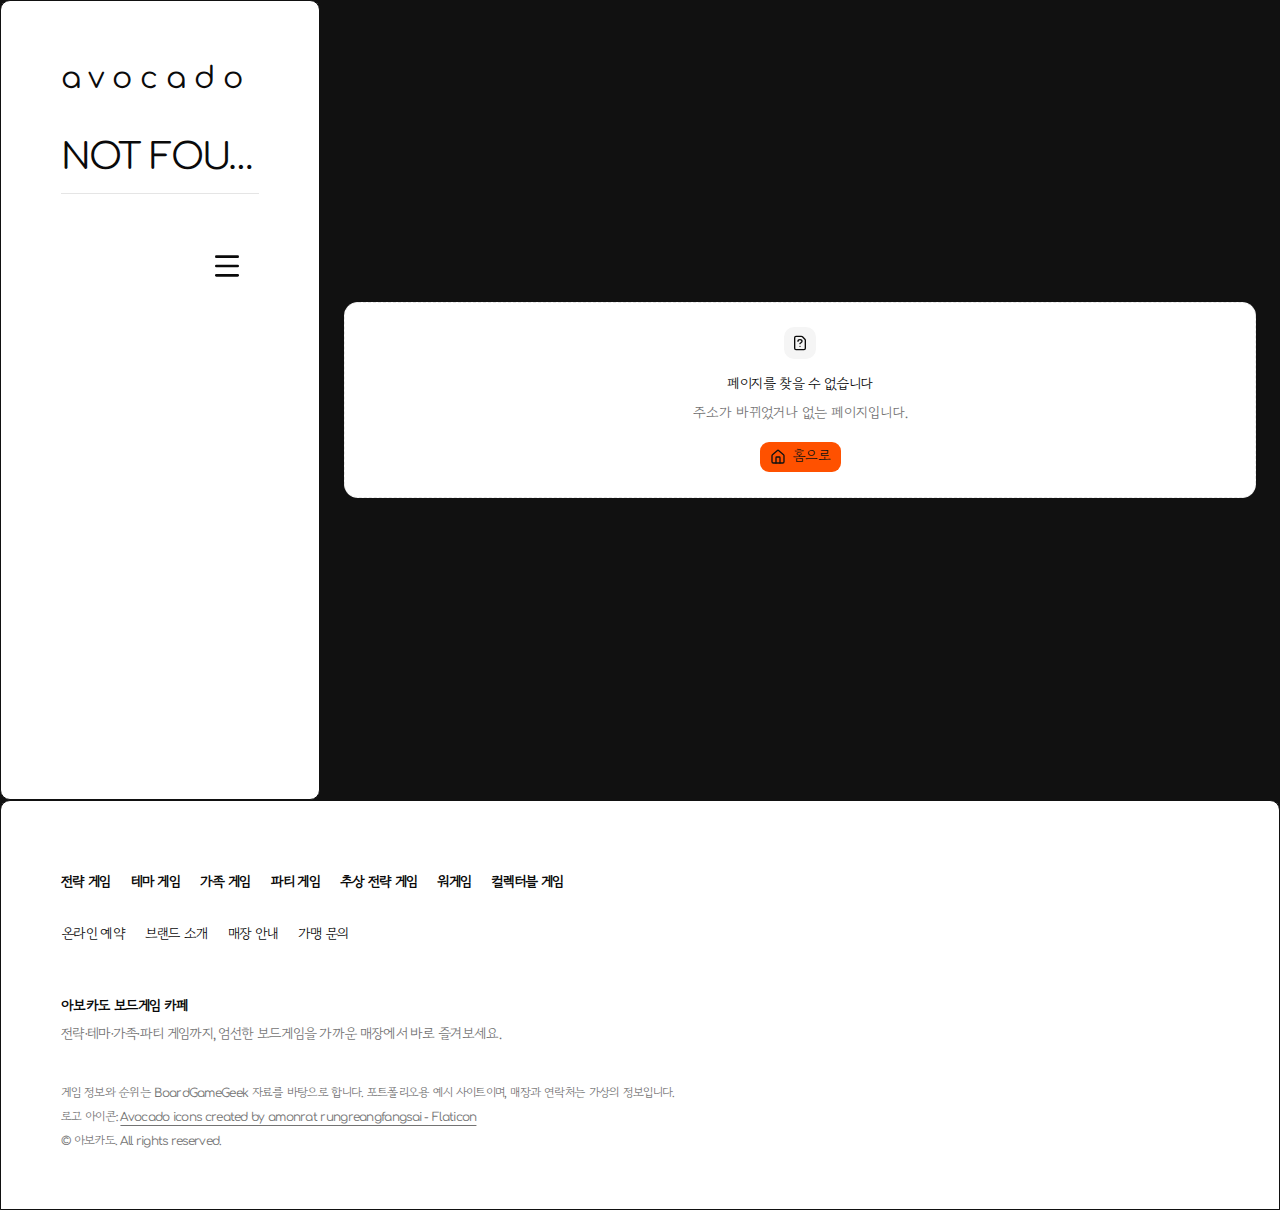 avocado
NOT FOU...
페이지를 찾을 수 없습니다
주소가 바뀌었거나 없는 페이지입니다.
홈으로
전략 게임 테마 게임 가족 게임 파티 게임 추상 전략 게임 워게임 컬렉터블 게임
온라인 예약 브랜드 소개 매장 안내 가맹 문의
아보카도 보드게임 카페
전략·테마·가족·파티 게임까지, 엄선한 보드게임을 가까운 매장에서 바로 즐겨보세요.
게임 정보와 순위는 BoardGameGeek 자료를 바탕으로 합니다. 포트폴리오용 예시 사이트이며, 매장과 연락처는 가상의 정보입니다.
로고 아이콘: Avocado icons created by amonrat rungreangfangsai - Flaticon
© 아보카도. All rights reserved.